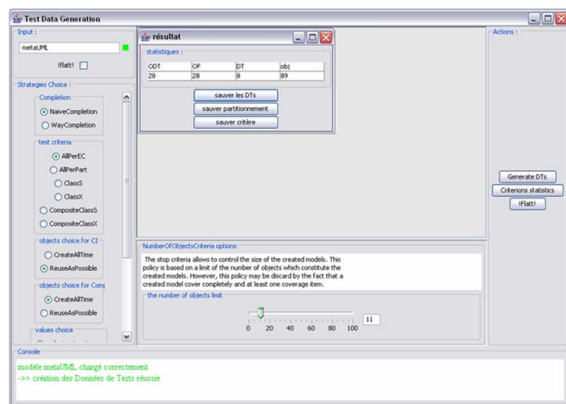 Test Data Generation
Input :
metaUML
!flatt!
Strategies Choice :
Completion
NaiveCompletion
WayCompletion
test criteria
AllPerEC
AllPerPart
ClassS
ClassX
CompositeClassS
CompositeClassX
objects choice for CI
CreateAllTime
ReuseAsPossible
objects choice for Comp
CreateAllTime
ReuseAsPossible
values choice
résultat
statistiques :
ODT OF DT obj
28 28 8 89
sauver les DTs
sauver partitionnement
sauver critère
NumberOfObjectsCriteria options
The stop criteria allows to control the size of the created models. This
policy is based on a limit of the number of objects which constitute the
created models. However, this policy may be discard by the fact that a
created model cover completely and at least one coverage item.
the number of objects limit
0 20 40 60 80 100
11
Actions :
Generate DTs
Criterions statistics
!Flatt!
Console
modèle metaUML chargé correctement
->> création des Données de Tests réussie